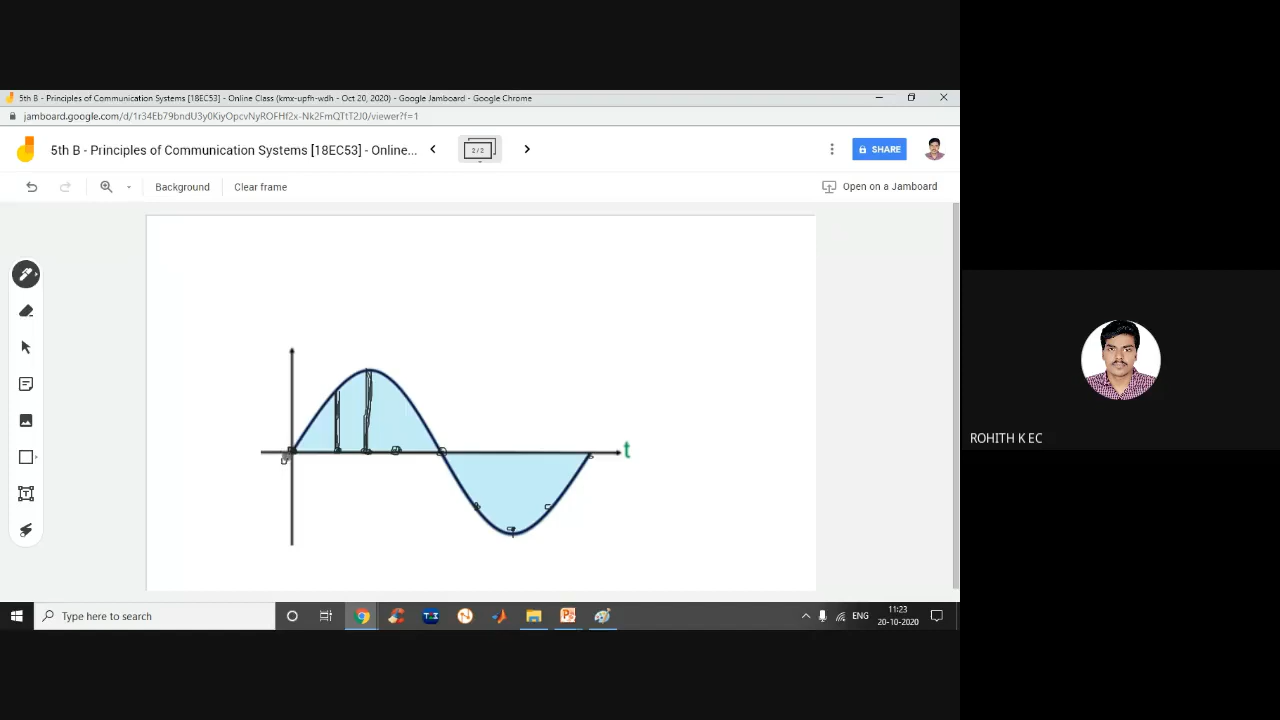 5th B - Principles of Communication Systems [18EC53] - Online Class (kmx-upfh-wdh - Oct 20, 2020) - Google Jamboard - Google Chrome
jamboard.google.com/d/1r34Eb79bndU3y0KiyOpcvNyROFHf2x-Nk2FmQTtT2J0/viewer?f=1
5th B - Principles of Communication Systems [18EC53] - Online...
2/2
SHARE
Background
Clear frame
Open on a Jamboard
t
ROHITH K EC
Type here to search
ENG
11:23
20-10-2020